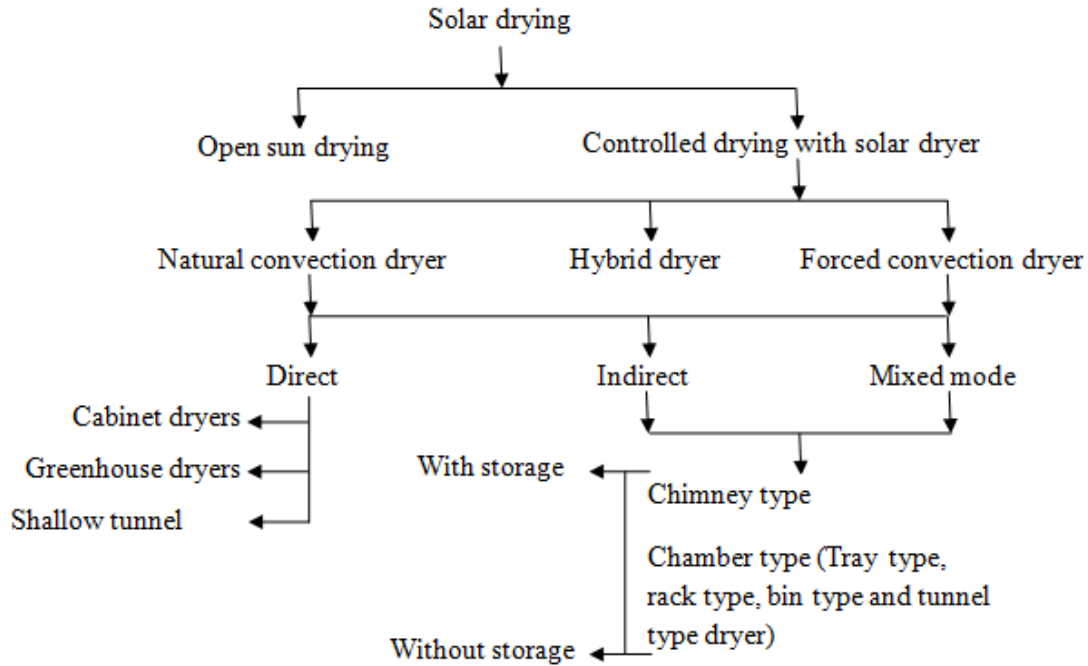 Solar drying
Open sun drying
Controlled drying with solar dryer
Natural convection dryer
Hybrid dryer
Forced convection dryer
Direct
Indirect
Mixed mode
Cabinet dryers
Greenhouse dryers
Shallow tunnel
With storage
Chimney type
Chamber type (Tray type,
rack type, bin type and tunnel
type dryer)
Without storage